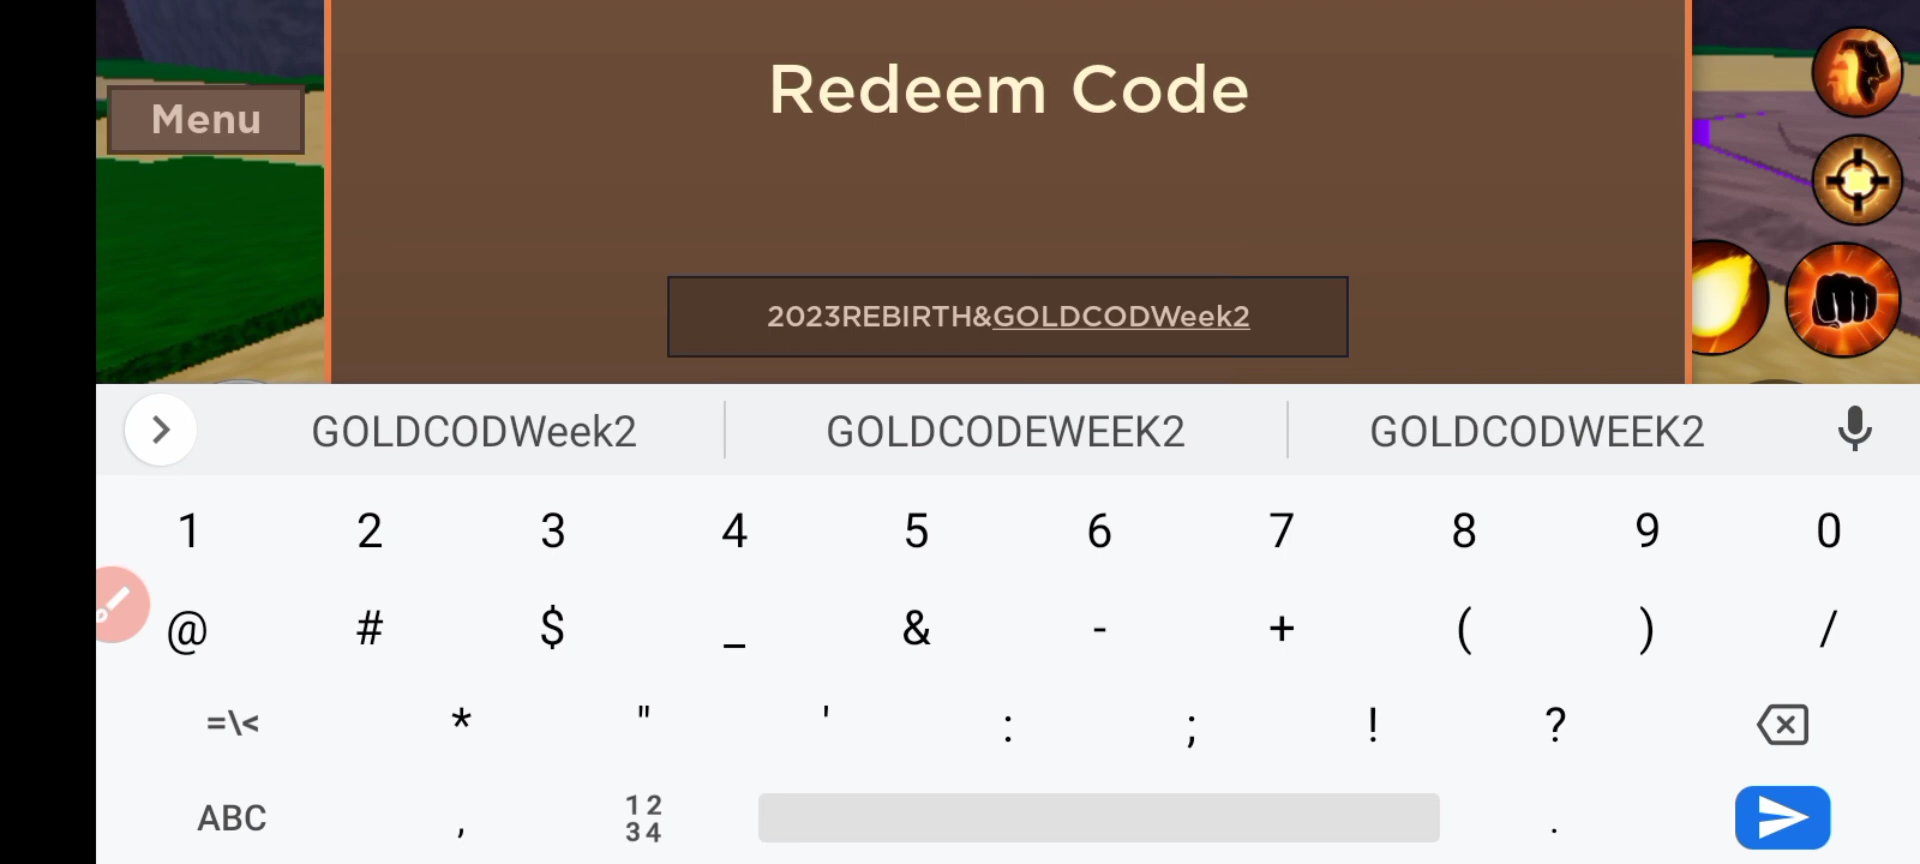 Redeem Code
Menu
2023REBIRTH&GOLDCODWeek2
GOLDCODWeek2 GOLDCODEWEEK2 GOLDCODWEEK2
1 2 3 4 5 6 7 8 9 0
@ # $ _ & - + ( ) /
=\< * " ' : ; ! ?
ABC , 12 34 .